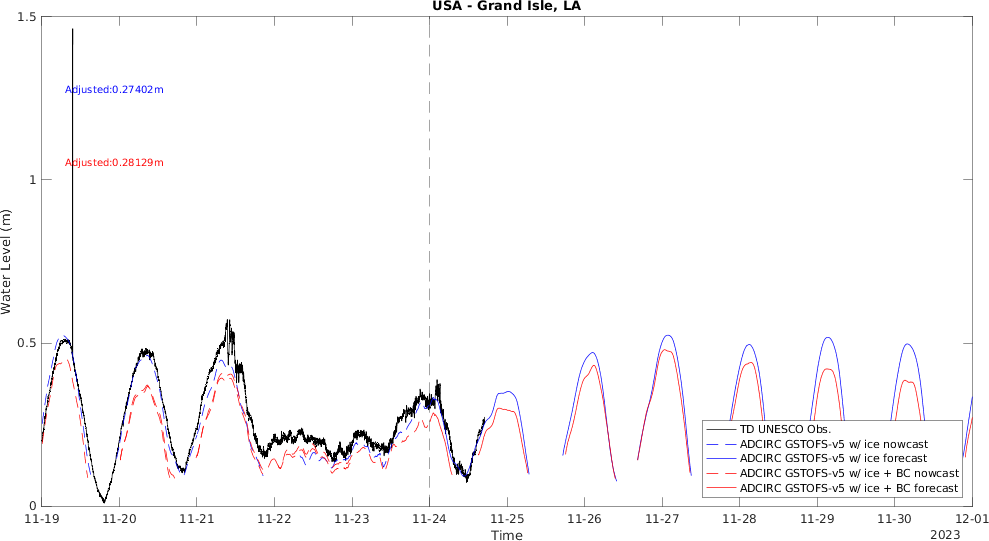 USA - Grand Isle, LA
1.5
Adjusted:0.27402m
Adjusted:0.28129m
1
0.5
0
Water Level (m)
TD UNESCO Obs.
ADCIRC GSTOFS-v5 w/ ice nowcast
ADCIRC GSTOFS-v5 w/ ice forecast
ADCIRC GSTOFS-v5 w/ ice + BC nowcast
ADCIRC GSTOFS-v5 w/ ice + BC forecast
11-19 11-20 11-21 11-22 11-23 11-24 11-25 11-26 11-27 11-28 11-29 11-30 12-01
Time
2023